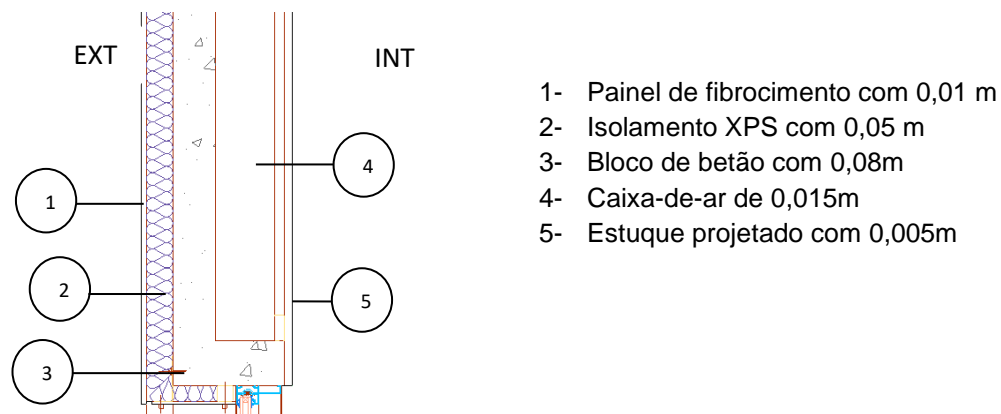 EXT
INT
1
2
3
4
5
1- Painel de fibrocimento com 0,01 m
2- Isolamento XPS com 0,05 m
3- Bloco de betão com 0,08m
4- Caixa-de-ar de 0,015m
5- Estuque projetado com 0,005m